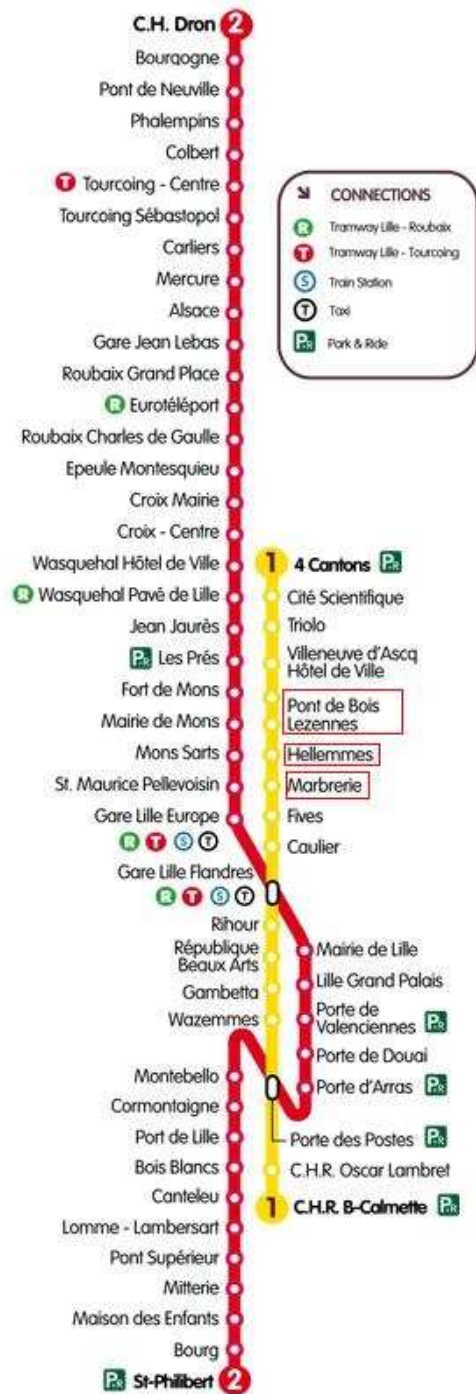 C.H. Dron 2
Bourgogne
Pont de Neuville
Phalempins
Colbert
T Tourcoing - Centre
Tourcoing Sébastopol
Carliers
Mercure
Alsace
Gare Jean Lebas
Roubaix Grand Place
R Eurotéléport
Roubaix Charles de Gaulle
Epeule Montesquieu
Croix Mairie
Croix - Centre
Wasquehal Hôtel de Ville
R Wasquehal Pavé de Lille
Jean Jaurès
P+R Les Prés
Fort de Mons
Mairie de Mons
Mons Sarts
St. Maurice Pellevoisin
Gare Lille Europe
R T S T
Gare Lille Flandres
R T S T
CONNECTIONS
R Tramway Lille - Roubaix
T Tramway Lille - Tourcoing
S Train Station
T Taxi
P+R Park & Ride
1 4 Cantons P+R
Cité Scientifique
Triolo
Villeneuve d'Ascq
Hôtel de Ville
Pont de Bois
Lezennes
Hellemmes
Marbrerie
Fives
Caulier
Rihour
République
Beaux Arts
Gambetta
Wazemmes
Mairie de Lille
Lille Grand Palais
Porte de
Valenciennes P+R
Porte de Douai
Porte d'Arras P+R
Porte des Postes P+R
C.H.R. Oscar Lambret
1 C.H.R. B-Calmette P+R
Montebello
Cormontaigne
Port de Lille
Bois Blancs
Canteleu
Lomme - Lambersart
Pont Supérieur
Mitterie
Maison des Enfants
Bourg
P+R St-Philibert 2